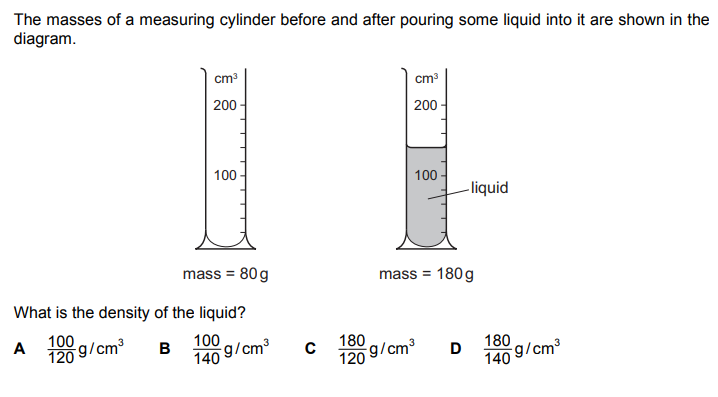 The masses of a measuring cylinder before and after pouring some liquid into it are shown in the
diagram.
cm³ cm³
200 200
100 100
liquid
mass = 80 g mass = 180 g
What is the density of the liquid?
A 100/120 g/cm³ B 100/140 g/cm³ C 180/120 g/cm³ D 180/140 g/cm³